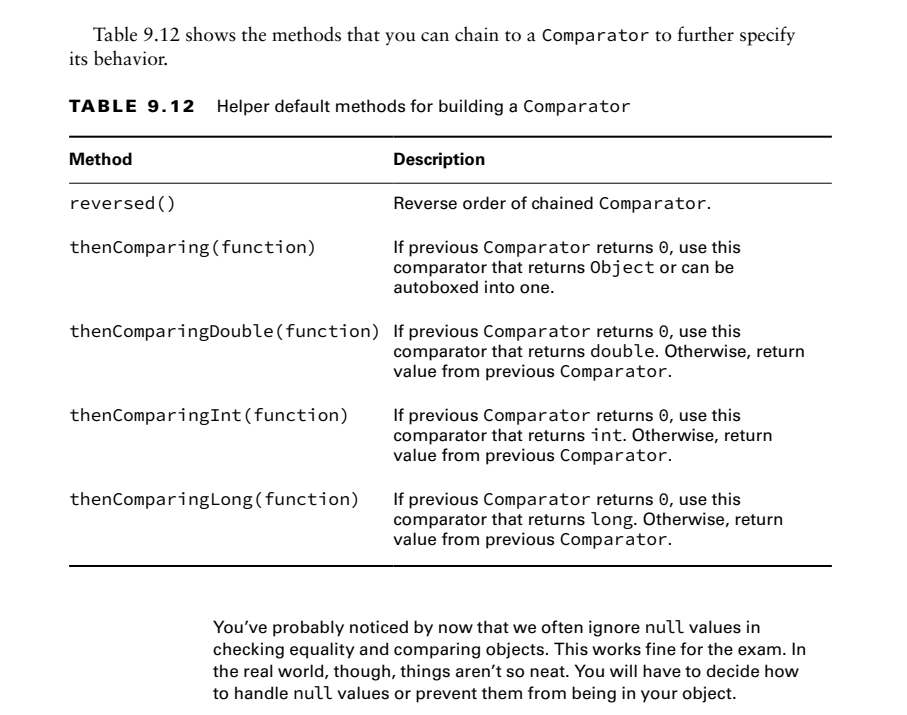 Table 9.12 shows the methods that you can chain to a Comparator to further specify
its behavior.
TABLE 9.12 Helper default methods for building a Comparator
Method Description
reversed() Reverse order of chained Comparator.
thenComparing(function) If previous Comparator returns 0, use this
comparator that returns Object or can be
autoboxed into one.
thenComparingDouble(function) If previous Comparator returns 0, use this
comparator that returns double. Otherwise, return
value from previous Comparator.
thenComparingInt(function) If previous Comparator returns 0, use this
comparator that returns int. Otherwise, return
value from previous Comparator.
thenComparingLong(function) If previous Comparator returns 0, use this
comparator that returns long. Otherwise, return
value from previous Comparator.
You've probably noticed by now that we often ignore null values in
checking equality and comparing objects. This works fine for the exam. In
the real world, though, things aren't so neat. You will have to decide how
to handle null values or prevent them from being in your object.